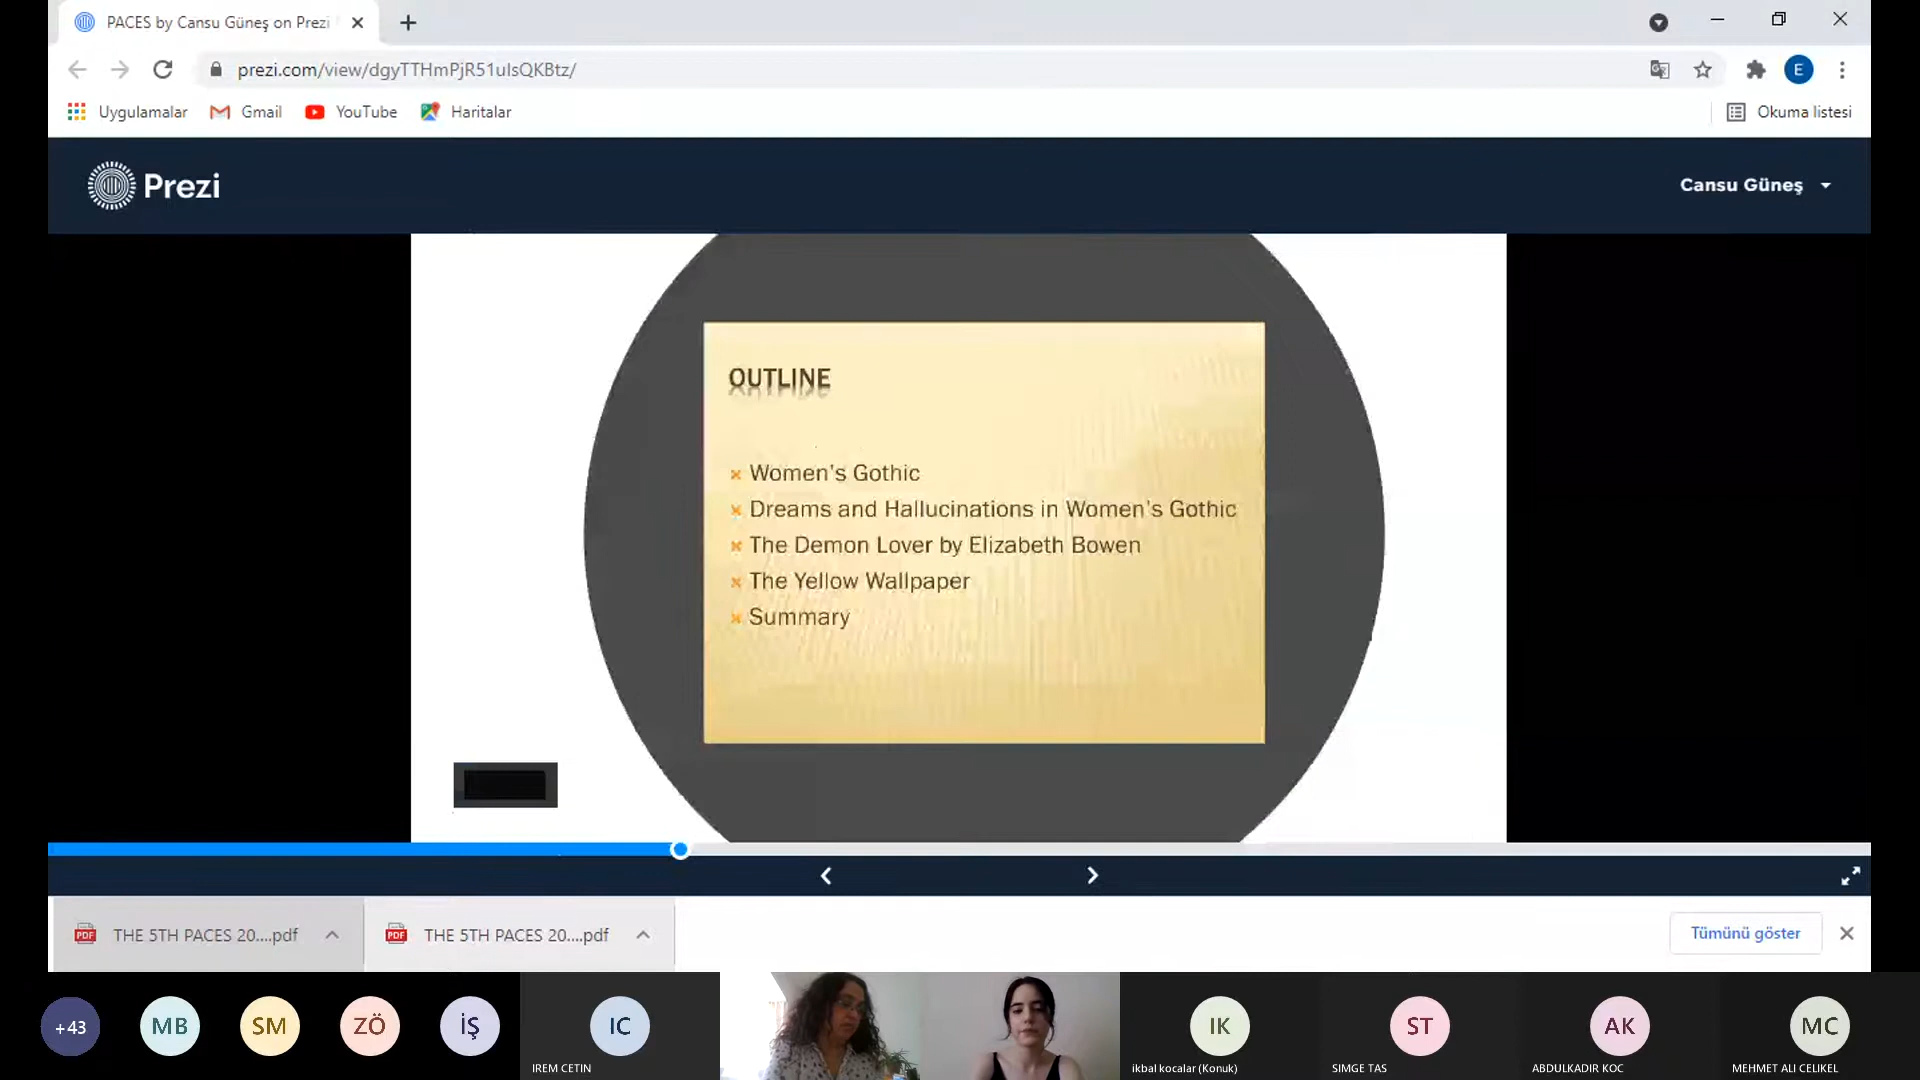 PACES by Cansu Güneş on Prezi
prezi.com/view/dgyTTHmPjR51uIsQKBtz/
E
Uygulamalar
Gmail
YouTube
Haritalar
Okuma listesi
Prezi
Cansu Güneş
OUTLINE
Women's Gothic
Dreams and Hallucinations in Women's Gothic
The Demon Lover by Elizabeth Bowen
The Yellow Wallpaper
Summary
PDF THE 5TH PACES 20....pdf
PDF THE 5TH PACES 20....pdf
Tümünü göster
+43
MB
SM
ZÖ
İŞ
IC
IREM CETIN
IK
ikbal kocalar (Konuk)
ST
SIMGE TAS
AK
ABDULKADIR KOC
MC
MEHMET ALI CELIKEL